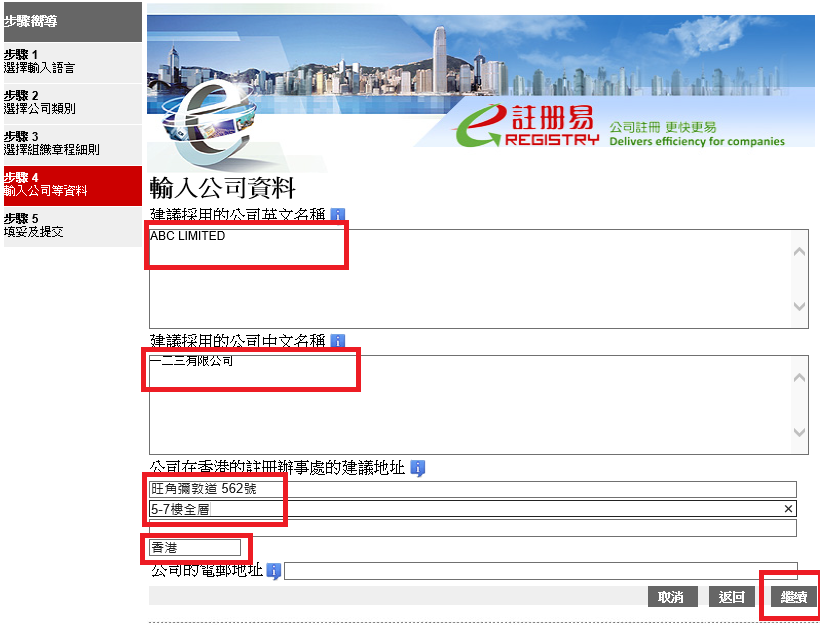 步驟嚮導
步驟 1
選擇輸入語言
步驟 2
選擇公司類別
步驟 3
選擇組織章程細則
步驟 4
輸入公司等資料
步驟 5
填妥及提交
註冊易
REGISTRY
公司註冊 更快更易
Delivers efficiency for companies
輸入公司資料
建議採用的公司英文名稱
ABC LIMITED
建議採用的公司中文名稱
一二三有限公司
公司在香港的註冊辦事處的建議地址
旺角彌敦道 562號
5-7樓全層
香港
公司的電郵地址
取消 返回 繼續